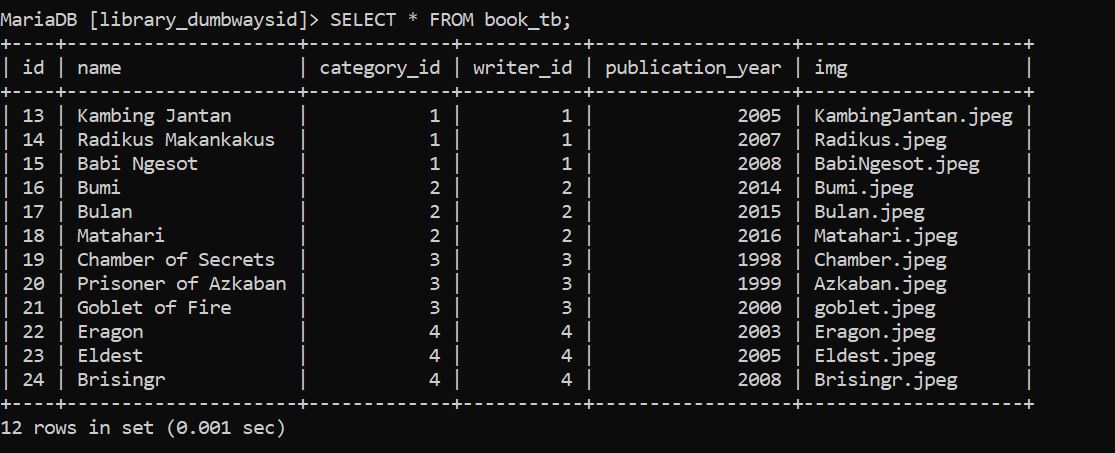 MariaDB [library_dumbwaysid]> SELECT * FROM book_tb;
+----+---------------------+-------------+-----------+------------------+--------------------+
| id | name                | category_id | writer_id | publication_year | img                |
+----+---------------------+-------------+-----------+------------------+--------------------+
| 13 | Kambing Jantan      |           1 |         1 |             2005 | KambingJantan.jpeg |
| 14 | Radikus Makankakus  |           1 |         1 |             2007 | Radikus.jpeg       |
| 15 | Babi Ngesot         |           1 |         1 |             2008 | BabiNgesot.jpeg    |
| 16 | Bumi                |           2 |         2 |             2014 | Bumi.jpeg          |
| 17 | Bulan               |           2 |         2 |             2015 | Bulan.jpeg         |
| 18 | Matahari            |           2 |         2 |             2016 | Matahari.jpeg      |
| 19 | Chamber of Secrets  |           3 |         3 |             1998 | Chamber.jpeg       |
| 20 | Prisoner of Azkaban |           3 |         3 |             1999 | Azkaban.jpeg       |
| 21 | Goblet of Fire      |           3 |         3 |             2000 | goblet.jpeg        |
| 22 | Eragon              |           4 |         4 |             2003 | Eragon.jpeg        |
| 23 | Eldest              |           4 |         4 |             2005 | Eldest.jpeg        |
| 24 | Brisingr            |           4 |         4 |             2008 | Brisingr.jpeg      |
+----+---------------------+-------------+-----------+------------------+--------------------+
12 rows in set (0.001 sec)